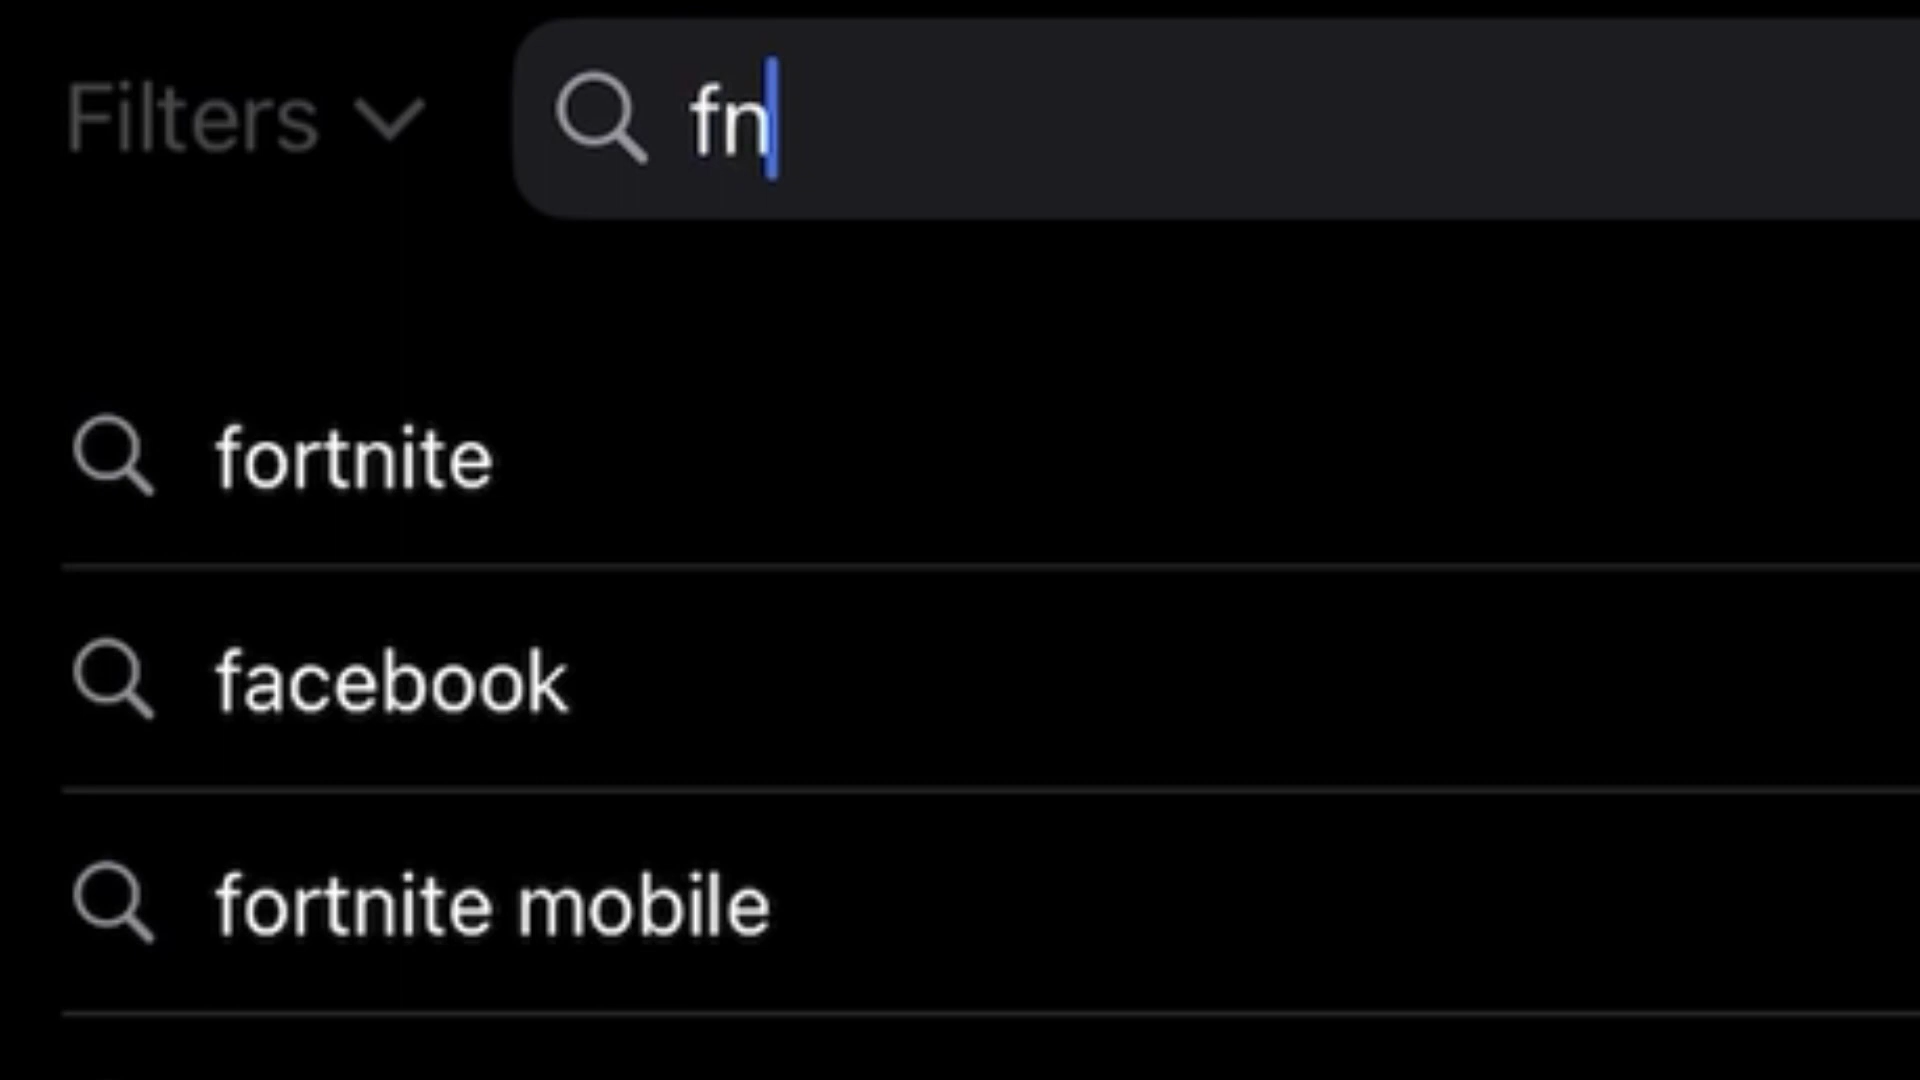 Filters
fn
fortnite
facebook
fortnite mobile